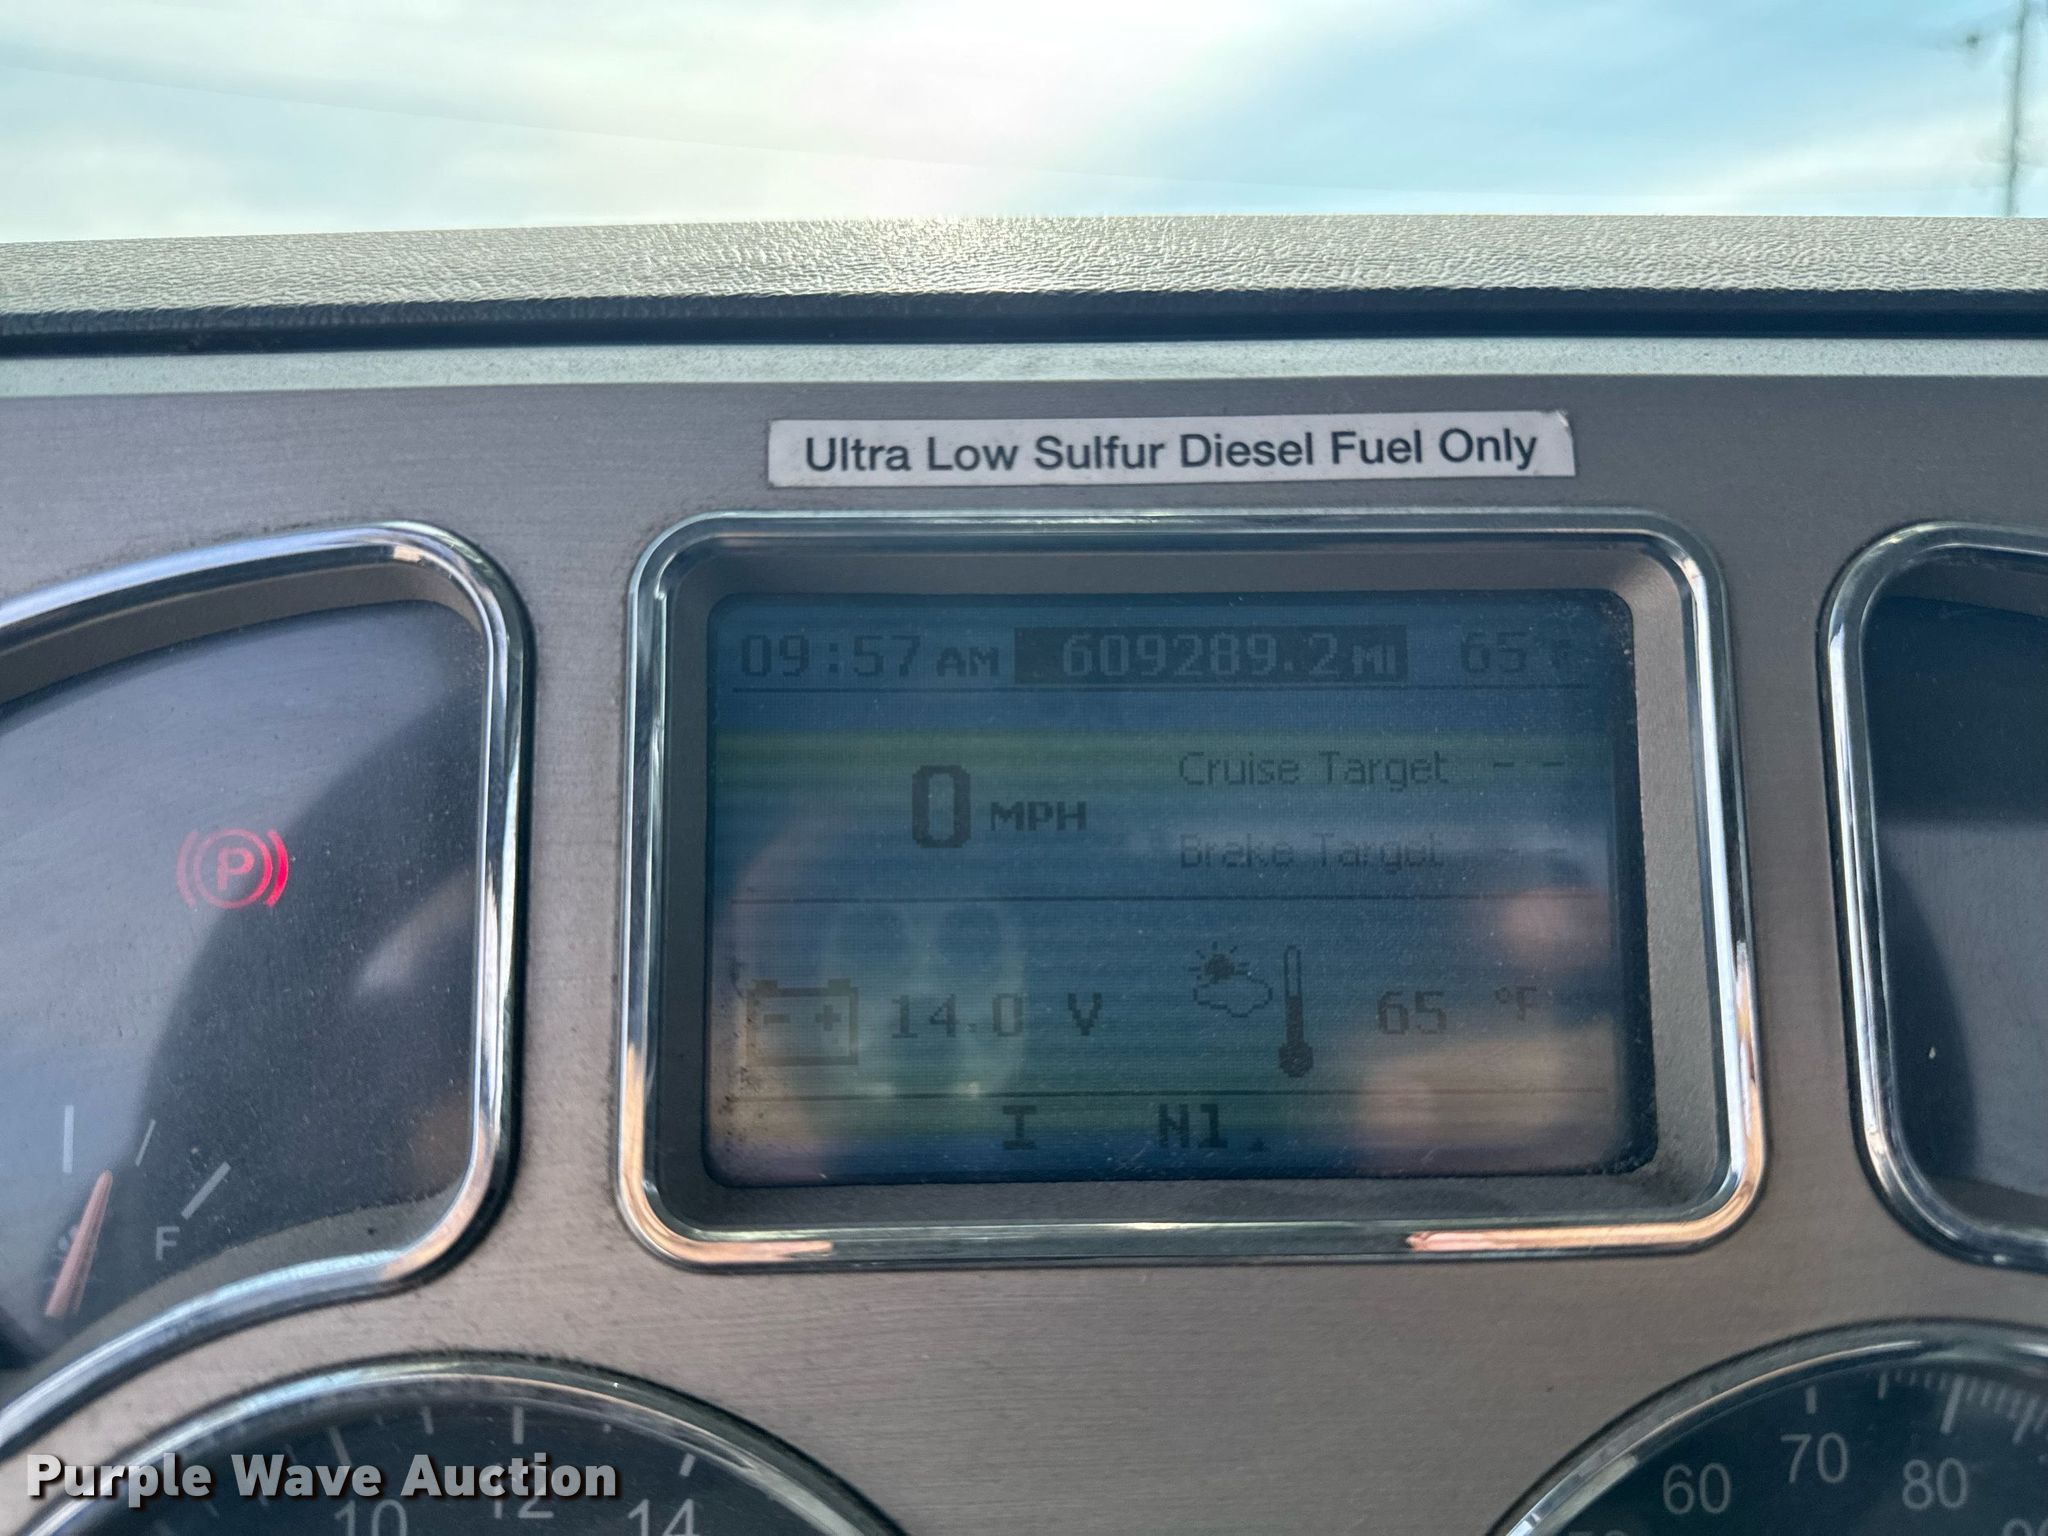 Ultra Low Sulfur Diesel Fuel Only
09:57 AM 609289.2 MI 65°F
0 MPH
Cruise Target --
Brake Target --
P
14.0 V 65 °F
I N1
F
10 12 14
60 70 80
Purple Wave Auction